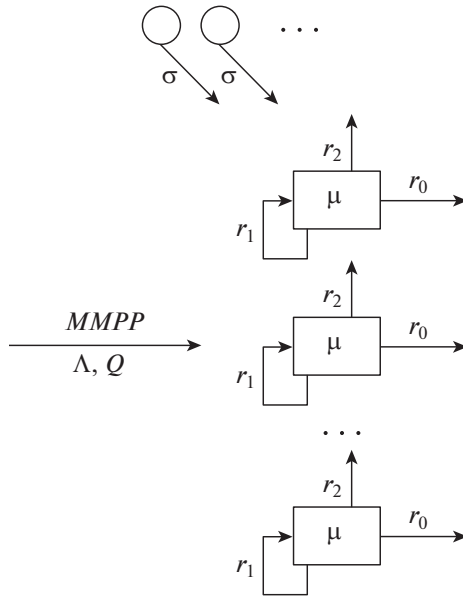 σ σ . . .
r2
μ r0
r1
MMPP
Λ, Q
r2
μ r0
r1
. . .
r2
μ r0
r1